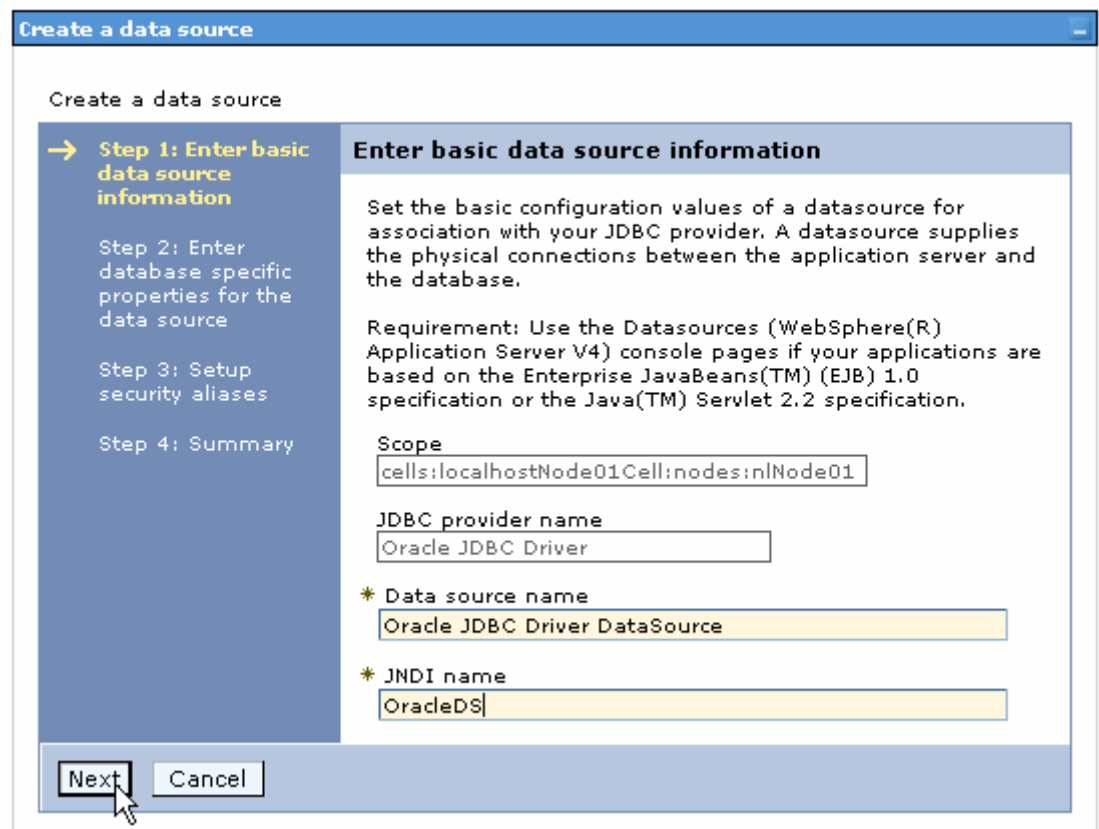 Create a data source
Create a data source
Step 1: Enter basic
data source
information
Step 2: Enter
database specific
properties for the
data source
Step 3: Setup
security aliases
Step 4: Summary
Enter basic data source information
Set the basic configuration values of a datasource for
association with your JDBC provider. A datasource supplies
the physical connections between the application server and
the database.
Requirement: Use the Datasources (WebSphere(R)
Application Server V4) console pages if your applications are
based on the Enterprise JavaBeans(TM) (EJB) 1.0
specification or the Java(TM) Servlet 2.2 specification.
Scope
cells:localhostNode01Cell:nodes:nlNode01
JDBC provider name
Oracle JDBC Driver
* Data source name
Oracle JDBC Driver DataSource
* JNDI name
OracleDS
Next
Cancel